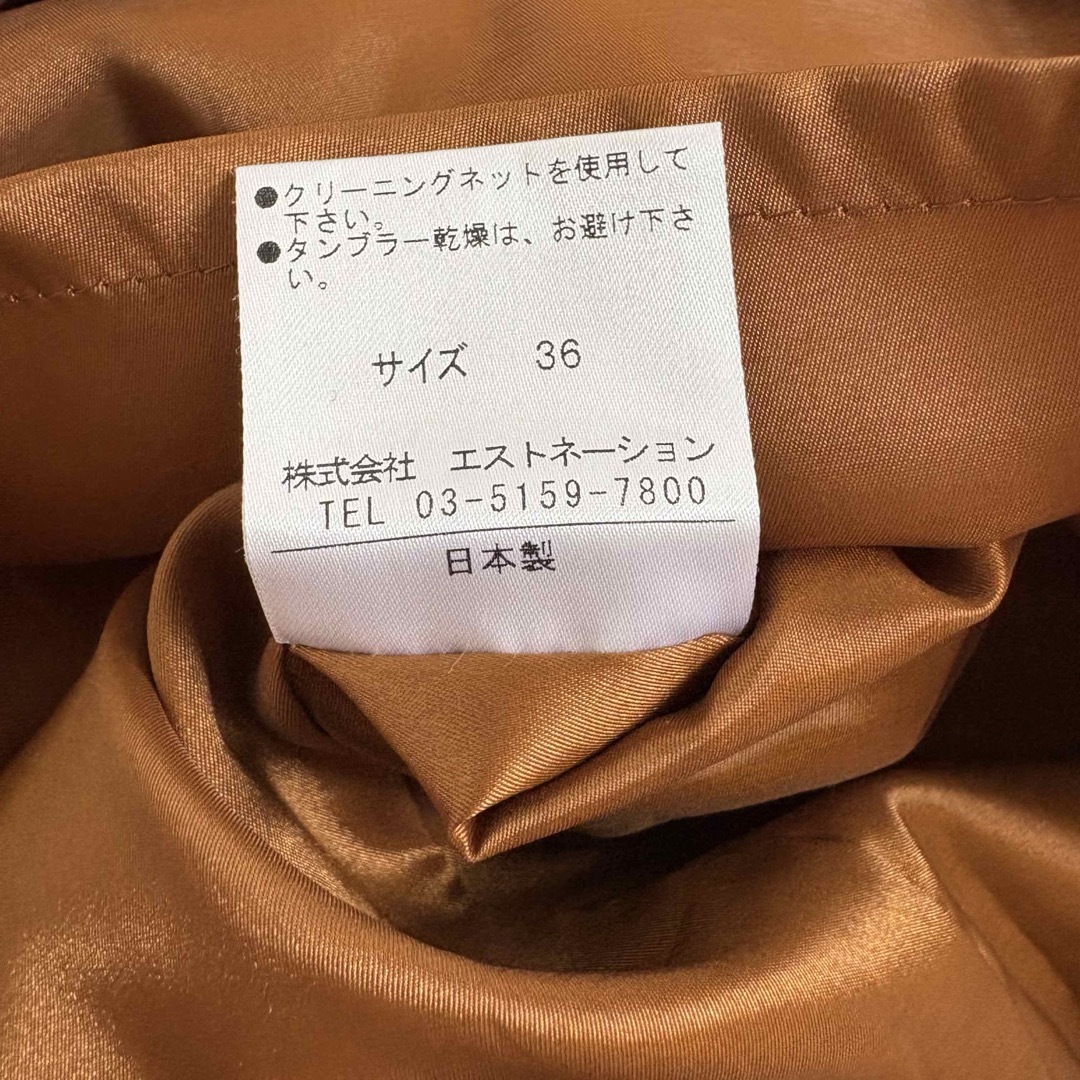 ●クリーニングネットを使用して
下さい。
●タンブラー乾燥は、お避け下さ
い。
サイズ 36
株式会社 エストネーション
TEL 03-5159-7800
日本製